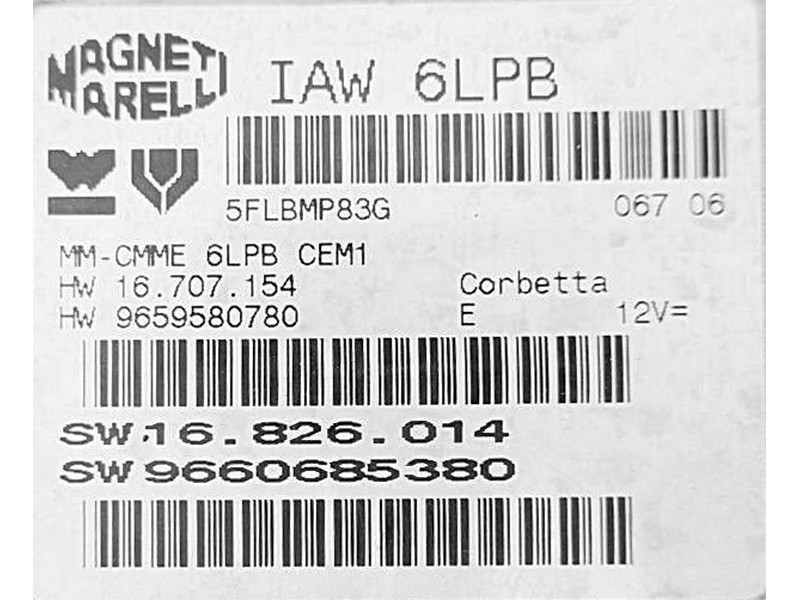 MAGNETI
MARELLI
IAW 6LPB
5FLBMP83G 067 06
MM-CMME 6LPB CEM1
HW 16.707.154 Corbetta
HW 9659580780 E 12V=
SW.16.826.014
SW 9660685380